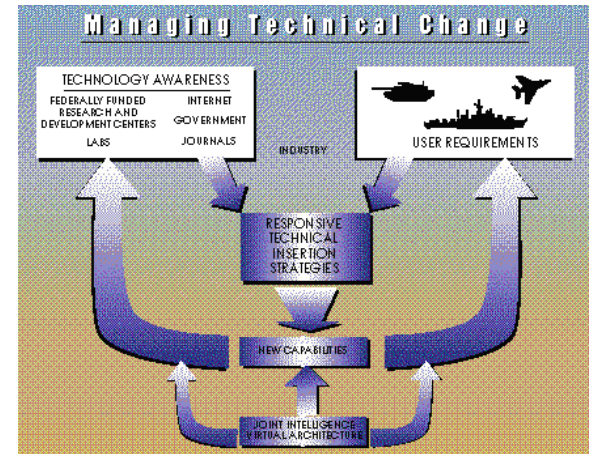 Managing Technical Change
TECHNOLOGY AWARENESS
FEDERALLY FUNDED
RESEARCH AND
DEVELOPMENT CENTERS
LABS
INTERNET
GOVERNMENT
JOURNALS
INDUSTRY
USER REQUIREMENTS
RESPONSIVE
TECHNICAL
INSERTION
STRATEGIES
NEW CAPABILITIES
JOINT INTELLIGENCE
VIRTUAL ARCHITECTURE